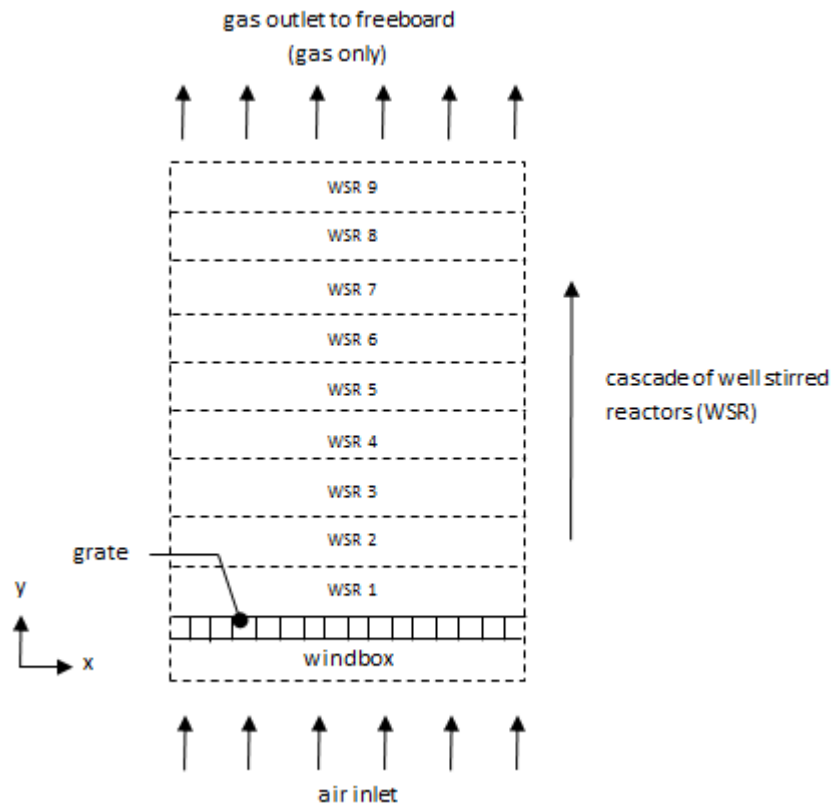 gas outlet to freeboard
(gas only)
WSR 9
WSR 8
WSR 7
WSR 6
WSR 5
cascade of well stirred
reactors (WSR)
WSR 4
WSR 3
WSR 2
grate
WSR 1
y
x
windbox
air inlet